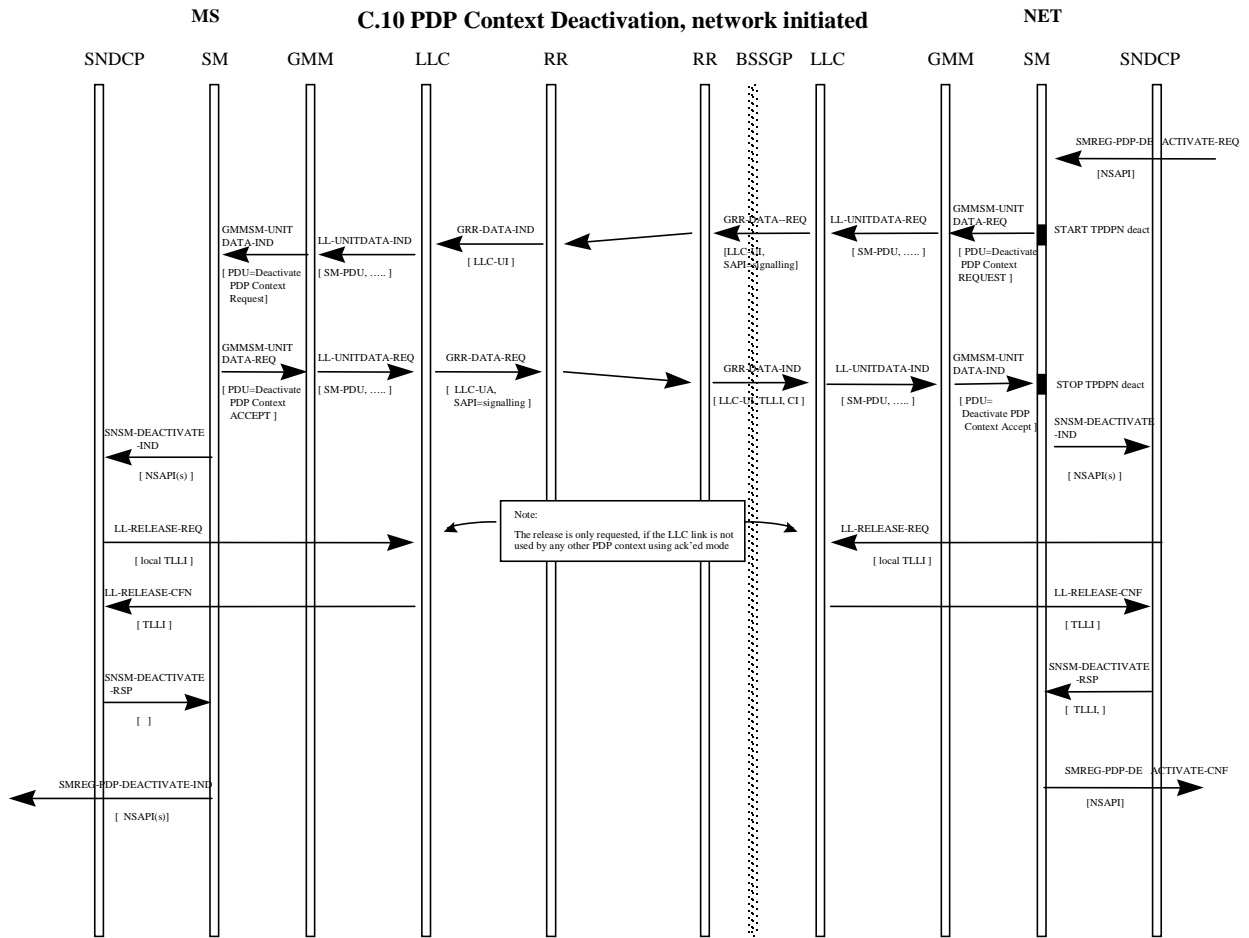 MS
C.10 PDP Context Deactivation, network initiated
NET
SNDCP SM GMM LLC RR RR BSSGP LLC GMM SM SNDCP
SMREG-PDP-DE ACTIVATE-REQ
[NSAPI]
GMMSM-UNIT
DATA-IND
[ PDU=Deactivate
PDP Context
Request]
LL-UNITDATA-IND
[ SM-PDU, ….. ]
GRR-DATA-IND
[ LLC-UI ]
GRR-DATA--REQ
[LLC-UI,
SAPI=signalling]
LL-UNITDATA-REQ
[ SM-PDU, ….. ]
GMMSM-UNIT
DATA-REQ
[ PDU=Deactivate
PDP Context
REQUEST ]
START TPDPN deact
GMMSM-UNIT
DATA-REQ
[ PDU=Deactivate
PDP Context
ACCEPT ]
LL-UNITDATA-REQ
[ SM-PDU, ….. ]
GRR-DATA-REQ
[ LLC-UA,
SAPI=signalling ]
GRR-DATA-IND
[ LLC-UI, TLLI, CI ]
LL-UNITDATA-IND
[ SM-PDU, ….. ]
GMMSM-UNIT
DATA-IND
[ PDU=
Deactivate PDP
Context Accept ]
STOP TPDPN deact
SNSM-DEACTIVATE
-IND
[ NSAPI(s) ]
SNSM-DEACTIVATE
-IND
[ NSAPI(s) ]
LL-RELEASE-REQ
[ local TLLI ]
Note:
The release is only requested, if the LLC link is not
used by any other PDP context using ack'ed mode
LL-RELEASE-REQ
[ local TLLI ]
LL-RELEASE-CFN
[ TLLI ]
LL-RELEASE-CNF
[ TLLI ]
SNSM-DEACTIVATE
-RSP
[ ]
SNSM-DEACTIVATE
-RSP
[ TLLI, ]
SMREG-PDP-DEACTIVATE-IND
[ NSAPI(s)]
SMREG-PDP-DE ACTIVATE-CNF
[NSAPI]